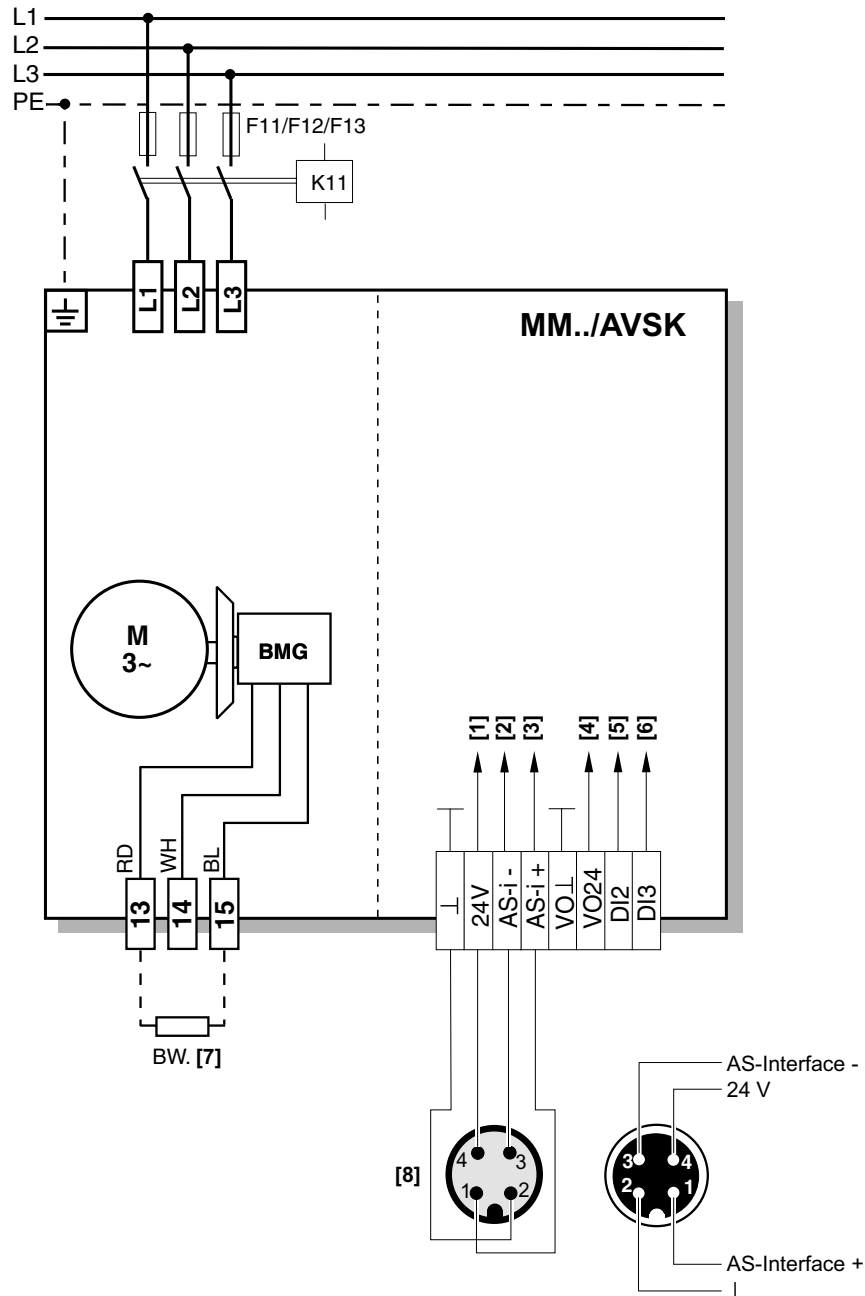 L1
L2
L3
PE
F11/F12/F13
K11
L1
L2
L3
MM../AVSK
M
3~
BMG
[1]
[2]
[3]
[4]
[5]
[6]
RD
WH
BL
13
14
15
⊥
24V
AS-i -
AS-i +
VO⊥
VO24
DI2
DI3
BW. [7]
AS-Interface -
24 V
[8]
4
3
1
2
3
4
2
1
AS-Interface +